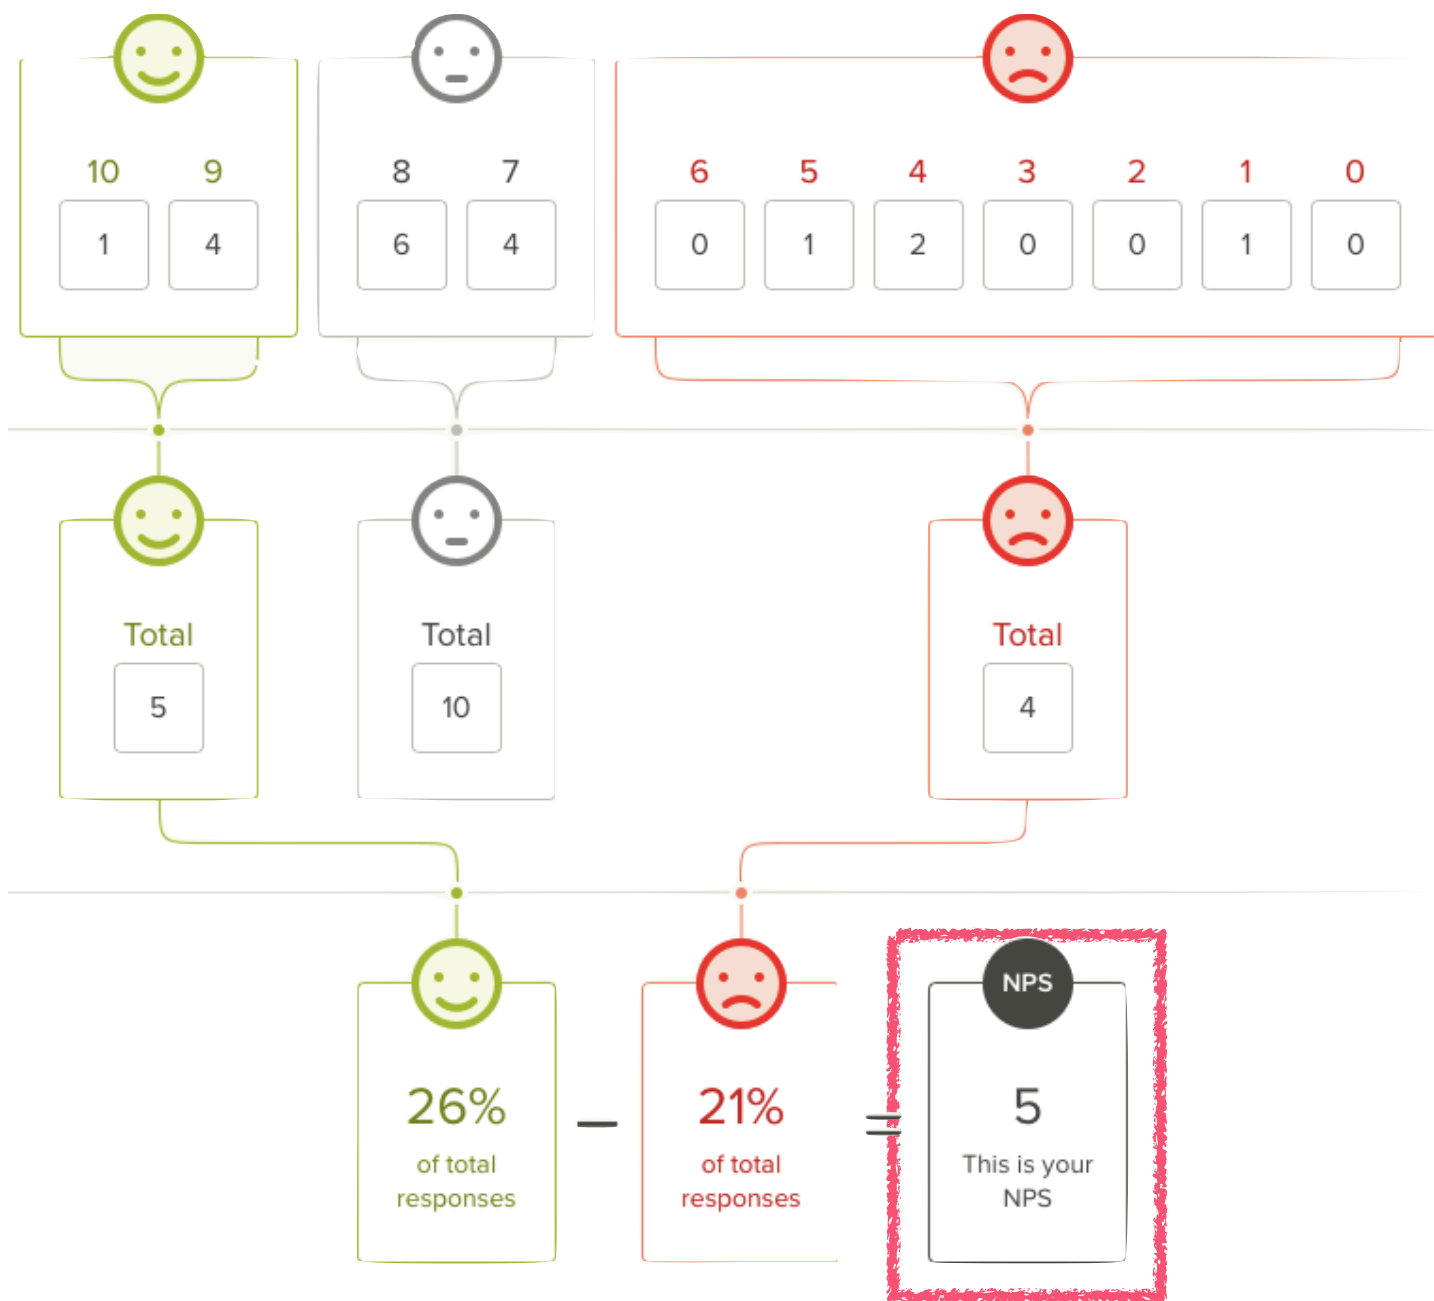 10 9 8 7 6 5 4 3 2 1 0
1 4 6 4 0 1 2 0 0 1 0
Total Total Total
5 10 4
NPS
26% 21% 5
of total of total This is your
responses responses NPS